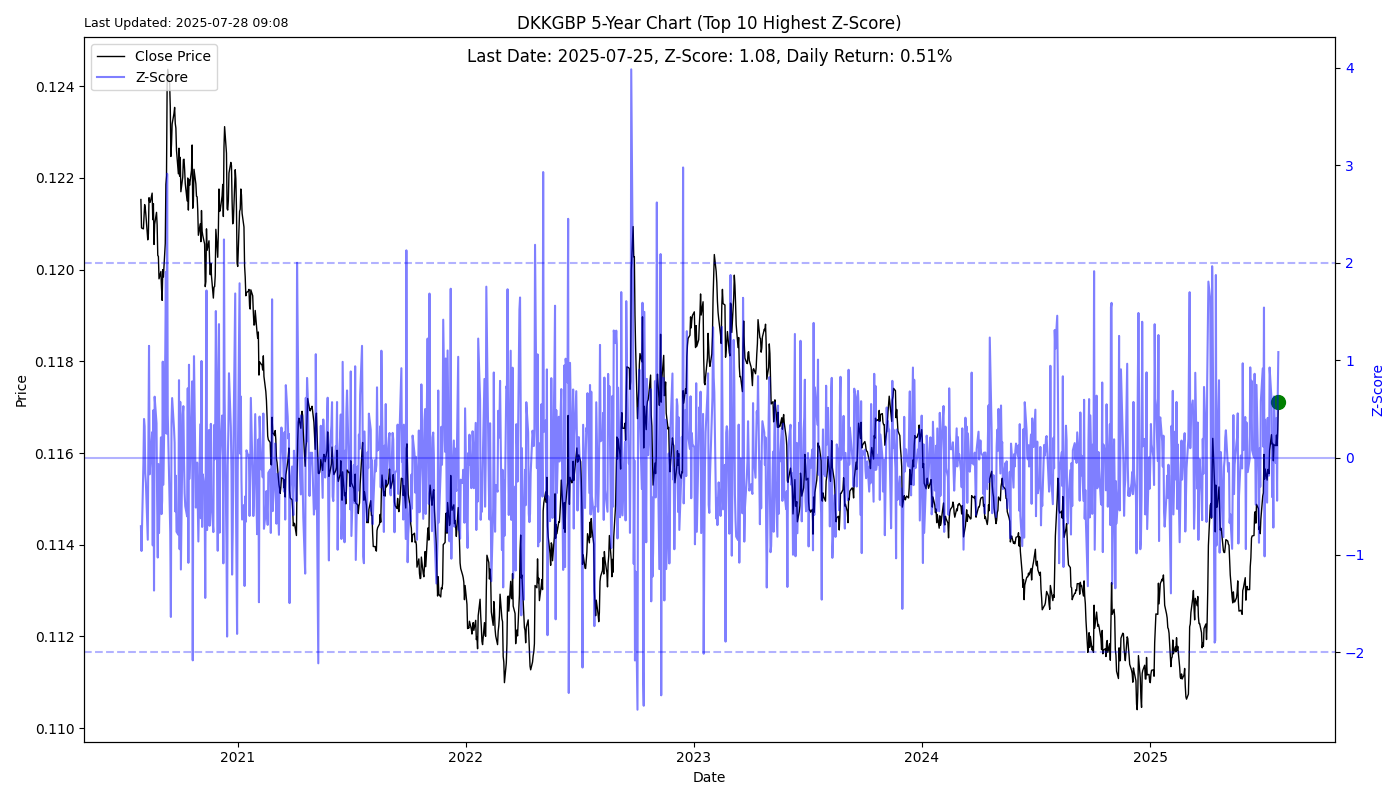 Last Updated: 2025-07-28 09:08
DKKGBP 5-Year Chart (Top 10 Highest Z-Score)
Last Date: 2025-07-25, Z-Score: 1.08, Daily Return: 0.51%
Close Price
Z-Score
Price
0.124
0.122
0.120
0.118
0.116
0.114
0.112
0.110
4
3
2
1
0
−1
−2
Z-Score
2021
2022
2023
2024
2025
Date